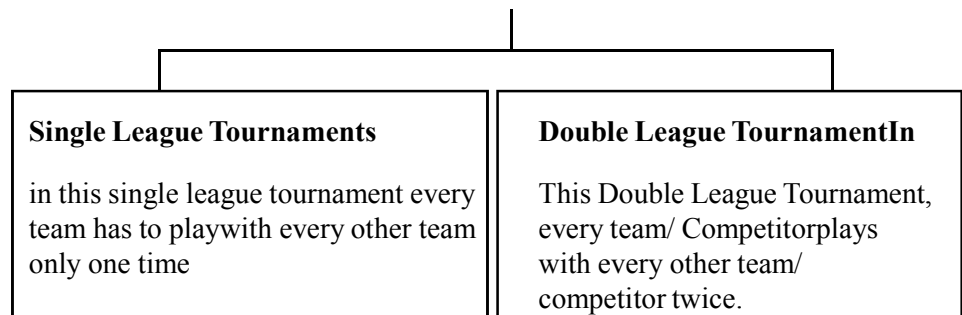 Single League Tournaments
in this single league tournament every
team has to playwith every other team
only one time
Double League TournamentIn
This Double League Tournament,
every team/ Competitorplays
with every other team/
competitor twice.